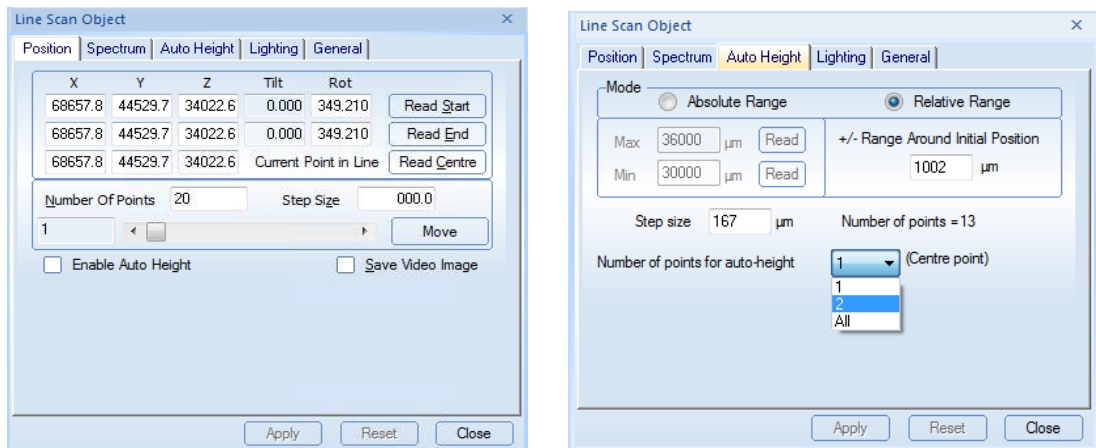 Line Scan Object
Position Spectrum Auto Height Lighting General
X Y Z Tilt Rot
68657.8 44529.7 34022.6 0.000 349.210 Read Start
68657.8 44529.7 34022.6 0.000 349.210 Read End
68657.8 44529.7 34022.6 Current Point in Line Read Centre
Number Of Points 20 Step Size 000.0
1 Move
Enable Auto Height Save Video Image
Apply Reset Close
Line Scan Object
Position Spectrum Auto Height Lighting General
Mode
Absolute Range Relative Range
Max 36000 µm Read +/- Range Around Initial Position
Min 30000 µm Read 1002 µm
Step size 167 µm Number of points = 13
Number of points for auto-height 1 (Centre point)
1
2
All
Apply Reset Close